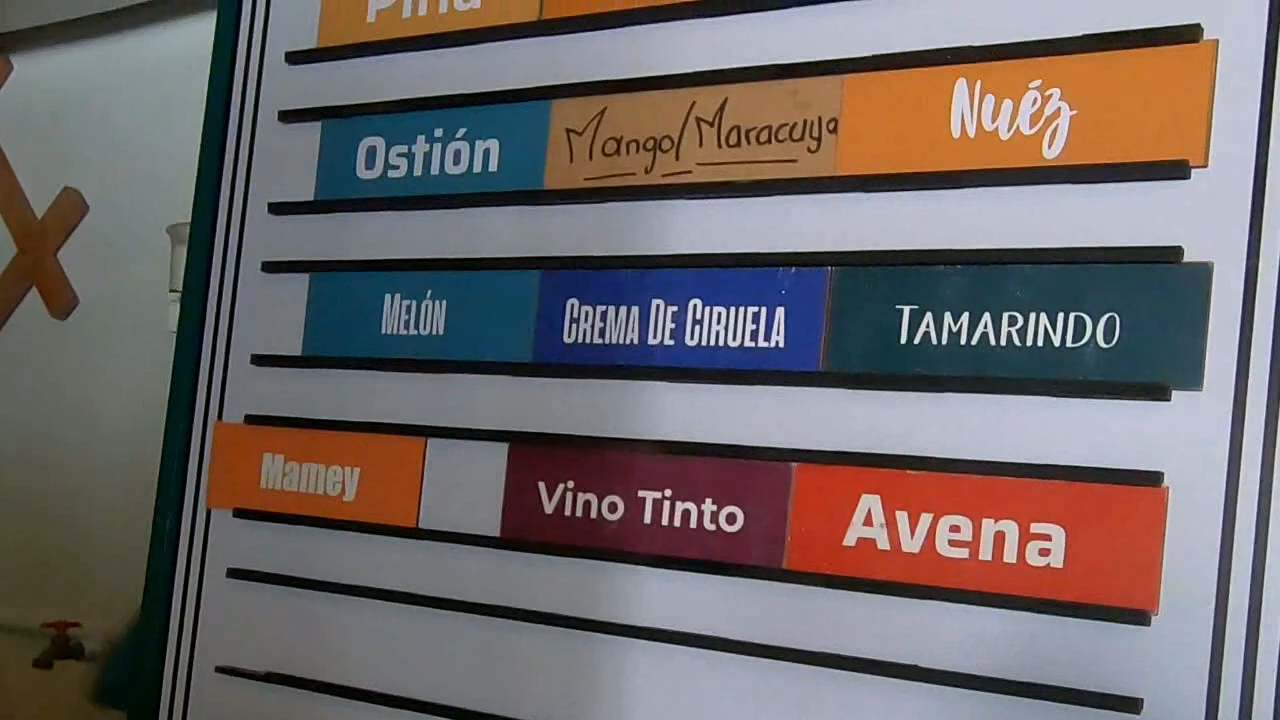 Piña
Ostión Mango/Maracuya Nuéz
Melón Crema De Ciruela Tamarindo
Mamey Vino Tinto Avena